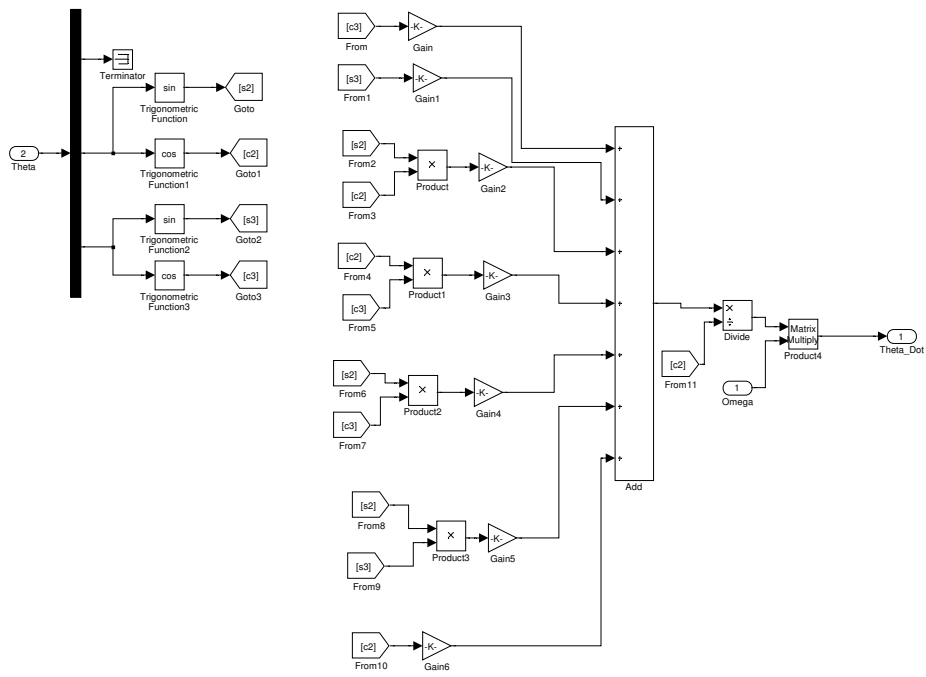 2
Theta
Terminator
sin
Trigonometric
Function
[s2]
Goto
cos
Trigonometric
Function1
[c2]
Goto1
sin
Trigonometric
Function2
[s3]
Goto2
cos
Trigonometric
Function3
[c3]
Goto3
[c3]
From
-K-
Gain
[s3]
From1
-K-
Gain1
[s2]
From2
[c2]
From3
×
Product
-K-
Gain2
[c2]
From4
[c3]
From5
×
Product1
-K-
Gain3
[s2]
From6
[c3]
From7
×
Product2
-K-
Gain4
[s2]
From8
[s3]
From9
×
Product3
-K-
Gain5
[c2]
From10
-K-
Gain6
+
+
+
+
+
+
+
Add
[c2]
From11
×
÷
Divide
1
Omega
Matrix
Multiply
Product4
1
Theta_Dot